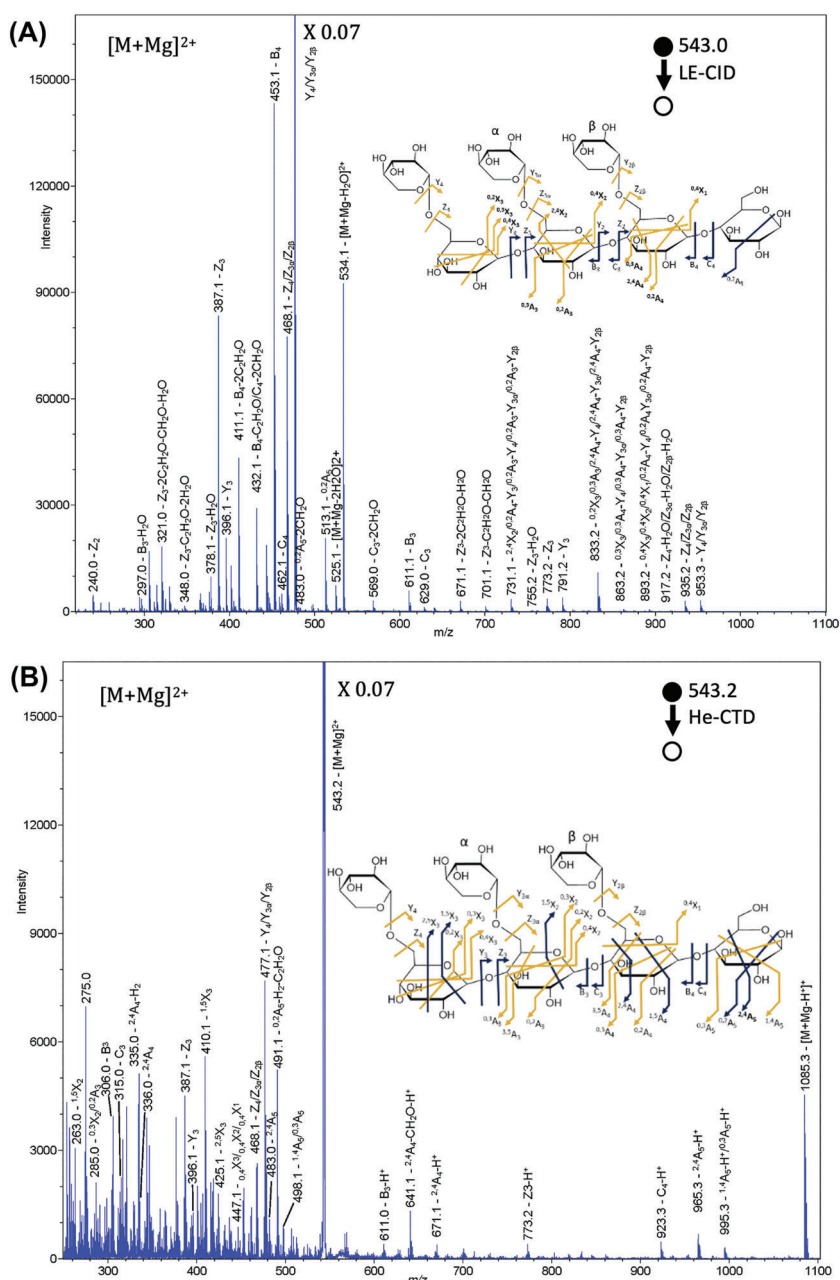 (A)
[M+Mg]²⁺
X 0.07
543.0
LE-CID
Intensity
150000
120000
90000
60000
30000
0
240.0 - Z₂
297.0 - B₃-H₂O
321.0 - Z₃-2C₂H₂O-CH₂O-H₂O
348.0 - Z₃-C₂H₂O-2H₂O
378.1 - Z₃-H₂O
387.1 - Z₃
396.1 - Y₃
411.1 - B₄-2C₂H₂O
432.1 - B₄-C₂H₂O/C₄-2CH₂O
453.1 - B₄
462.1 - C₄
468.1 - Z₄/Z₃α/Z₂β
Y₄/Y₃α/Y₂β
483.0 - ⁰,²A₅-2CH₂O
513.1 - ⁰,²A₅
525.1 - [M+Mg-2H₂O]2+
534.1 - [M+Mg-H₂O]²⁺
569.0 - C₃-2CH₂O
611.1 - B₃
629.0 - C₃
671.1 - Z3-2C2H2O-H₂O
701.1 - Z3-C2H2O-CH₂O
731.1 - ²,⁴X₂/⁰,²A₄-Y₃/⁰,²A₃-Y₄/⁰,²A₃-Y₃α/⁰,²A₃-Y₂β
755.2 - Z₃-H₂O
773.2 - Z₃
791.2 - Y₃
833.2 - ⁰,²X₃/⁰,³A₃/²,⁴A₄-Y₄/²,⁴A₄-Y₃α/²,⁴A₄-Y₂β
863.2 - ⁰,³X₃/⁰,³A₄-Y₄/⁰,³A₄-Y₃α/⁰,³A₄-Y₂β
893.2 - ⁰,⁴X₃/⁰,⁴X₂/⁰,⁴X₁/⁰,²A₄-Y₄/⁰,²A₄Y₃α/⁰,²A₄-Y₂β
917.2 - Z₄-H₂O/Z₃α-H₂O/Z₂β-H₂O
935.2 - Z₄/Z₃α/Z₂β
953.3 - Y₄/Y₃α/Y₂β
α
β
300 400 500 600 700 800 900 1000 1100
m/z
(B)
[M+Mg]²⁺
X 0.07
543.2
He-CTD
Intensity
15000
12000
9000
6000
3000
0
263.0 - ¹,⁵X₂
275.0
285.0 - ⁰,³X₂/⁰,²A₃
306.0 - B³
315.0 - C₃
335.0 - ²,⁴A₄-H₂
336.0 - ²,⁴A₄
387.1 - Z₃
396.1 - Y₃
410.1 - ¹,⁵X₃
425.1 - ²,⁵X₃
447.1 - ⁰,⁴X³/⁰,⁴X²/⁰,⁴X1
468.1 - Z₄/Z₃α/Z₂β
477.1 - Y₄/Y₃α/Y₂β
483.0 - ²,⁴A₅
491.1 - ⁰,²A₅-H₂-C₂H₂O
498.1 - ¹,⁴A₅/⁰,³A₅
543.2 - [M+Mg]²⁺
611.0 - B₃-H⁺
641.1 - ²,⁴A₄-CH₂O-H⁺
671.1 - ²,⁴A₄-H⁺
773.2 - Z3-H⁺
923.3 - C₄-H⁺
965.3 - ²,⁴A₅-H⁺
995.3 - ¹,⁴A₅-H⁺/⁰,³A₅-H⁺
1085.3 - [M+Mg-H⁺]⁺
α
β
300 400 500 600 700 800 900 1000 1100
m/z